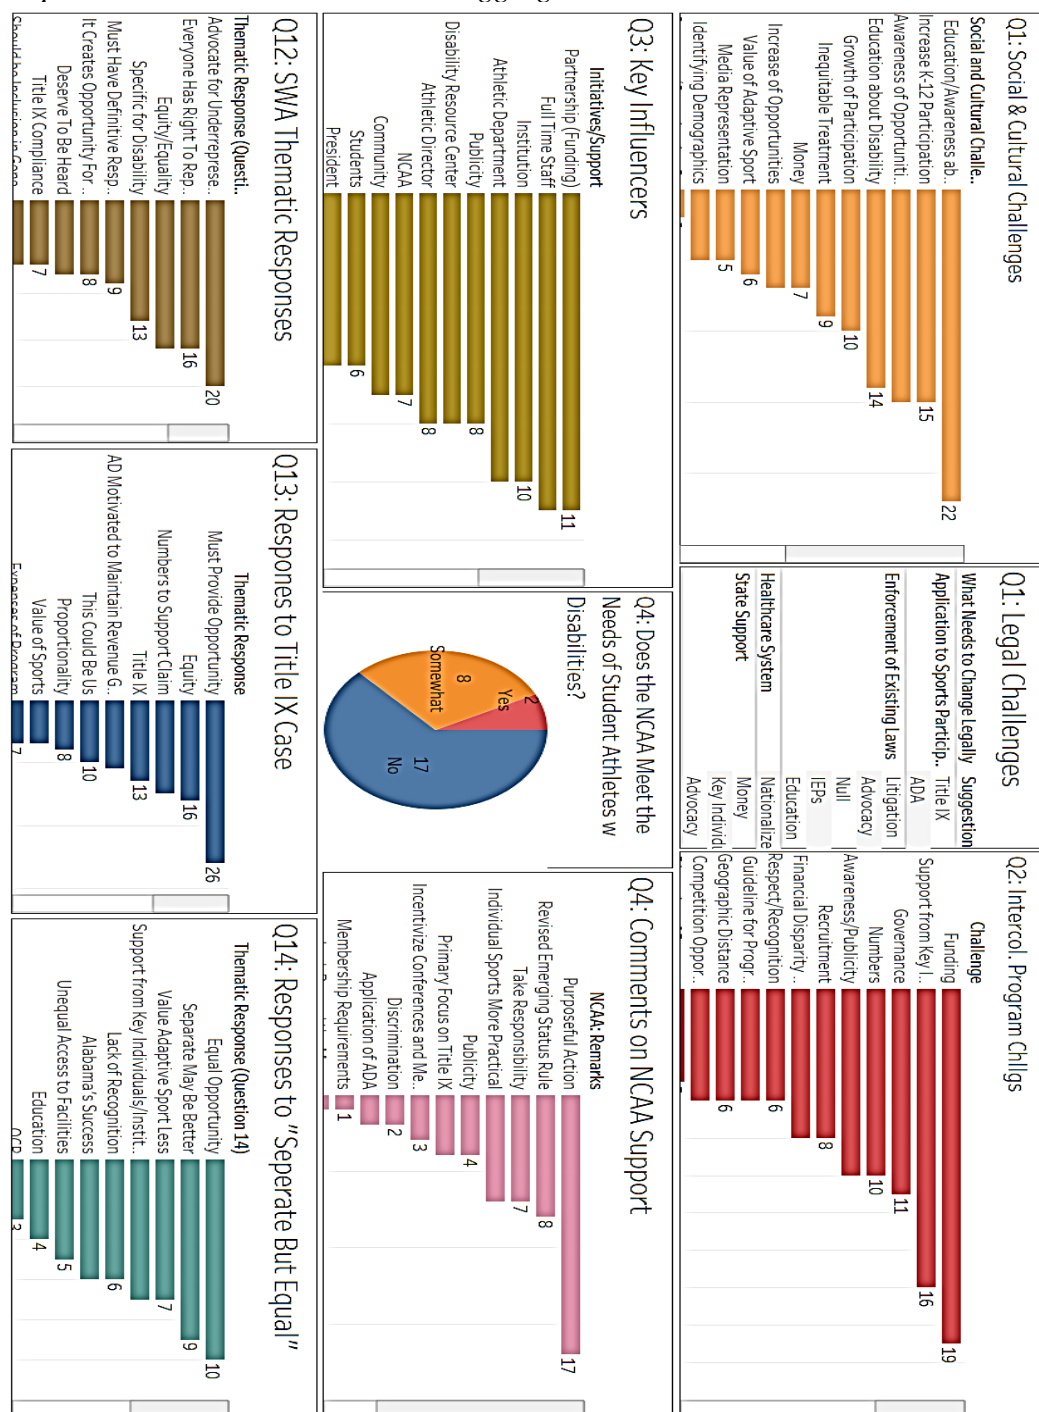 Q1: Social & Cultural Challenges
Social and Cultural Challe..
Education/Awareness ab..
22
Increase K-12 Participation
15
Awareness of Opportuniti..
Education about Disability
14
Growth of Participation
10
Inequitable Treatment
9
Money
7
Increase of Opportunities
Value of Adaptive Sport
6
Media Representation
5
Identifying Demographics
Q1: Legal Challenges
What Needs to Change Legally Suggestion
Application to Sports Particip.. Title IX
ADA
Enforcement of Existing Laws Litigation
Advocacy
Null
IEPs
Education
Healthcare System Nationalize
State Support Money
Key Individu
Advocacy
Q2: Intercol. Program Chllgs
Challenge
Funding
19
Support from Key I..
16
Governance
11
Numbers
10
Awareness/Publicity
Recruitment
8
Financial Disparity ..
Respect/Recognition
6
Guideline for Progr..
Geographic Distance
6
Competition Oppor..
Q3: Key Influencers
Initiatives/Support
Partnership (Funding)
11
Full Time Staff
Institution
10
Athletic Department
Publicity
8
Disability Resource Center
Athletic Director
8
NCAA
7
Community
Students
6
President
Q4: Does the NCAA Meet the
Needs of Student Athletes w
Disabilities?
2
Yes
8
Somewhat
17
No
Q4: Comments on NCAA Support
NCAA: Remarks
Purposeful Action
17
Revised Emerging Status Rule
8
Take Responsibility
7
Individual Sports More Practical
Publicity
4
Primary Focus on Title IX
Incentivize Conferences and Me..
3
Discrimination
2
Application of ADA
Membership Requirements
1
Q12: SWA Thematic Responses
Thematic Response (Questi..
Advocate for Underreprese..
20
Everyone Has Right To Rep..
16
Equity/Equality
Specific for Disability
13
Must Have Definitive Resp..
9
It Creates Opportunity For ..
8
Deserve To Be Heard
Title IX Compliance
7
Q13: Respones to Title IX Case
Thematic Response
Must Provide Opportunity
26
Equity
16
Numbers to Support Claim
Title IX
13
AD Motivated to Maintain Revenue G..
This Could Be Us
10
Proportionality
8
Value of Sports
Expenses of Program
7
Q14: Responses to "Seperate But Equal"
Thematic Response (Question 14)
Equal Opportunity
10
Separate May Be Better
9
Value Adaptive Sport Less
7
Support from Key Individuals/Instit..
Lack of Recognition
6
Alabama's Success
Unequal Access to Facilities
5
Education
4
OCR
3